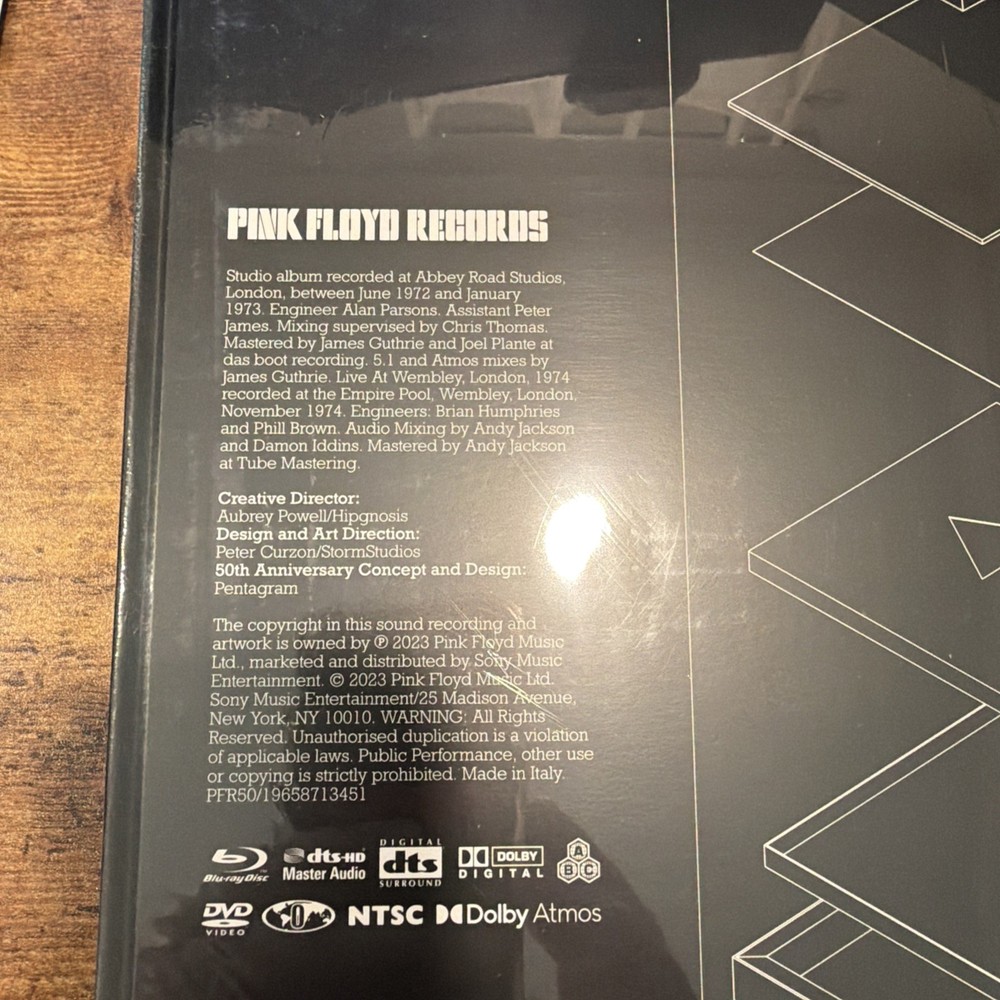 PINK FLOYD RECORDS
Studio album recorded at Abbey Road Studios,
London, between June 1972 and January
1973. Engineer Alan Parsons. Assistant Peter
James. Mixing supervised by Chris Thomas.
Mastered by James Guthrie and Joel Plante at
das boot recording. 5.1 and Atmos mixes by
James Guthrie. Live At Wembley, London, 1974
recorded at the Empire Pool, Wembley, London,
November 1974. Engineers: Brian Humphries
and Phill Brown. Audio Mixing by Andy Jackson
and Damon Iddins. Mastered by Andy Jackson
at Tube Mastering.
Creative Director:
Aubrey Powell/Hipgnosis
Design and Art Direction:
Peter Curzon/StormStudios
50th Anniversary Concept and Design:
Pentagram
The copyright in this sound recording and
artwork is owned by ℗ 2023 Pink Floyd Music
Ltd., marketed and distributed by Sony Music
Entertainment. © 2023 Pink Floyd Music Ltd.
Sony Music Entertainment/25 Madison Avenue,
New York, NY 10010. WARNING: All Rights
Reserved. Unauthorised duplication is a violation
of applicable laws. Public Performance, other use
or copying is strictly prohibited. Made in Italy.
PFR50/19658713451
Blu-ray Disc dts-HD Master Audio DIGITAL dts SURROUND DOLBY DIGITAL A B C
DVD VIDEO 0 NTSC Dolby Atmos